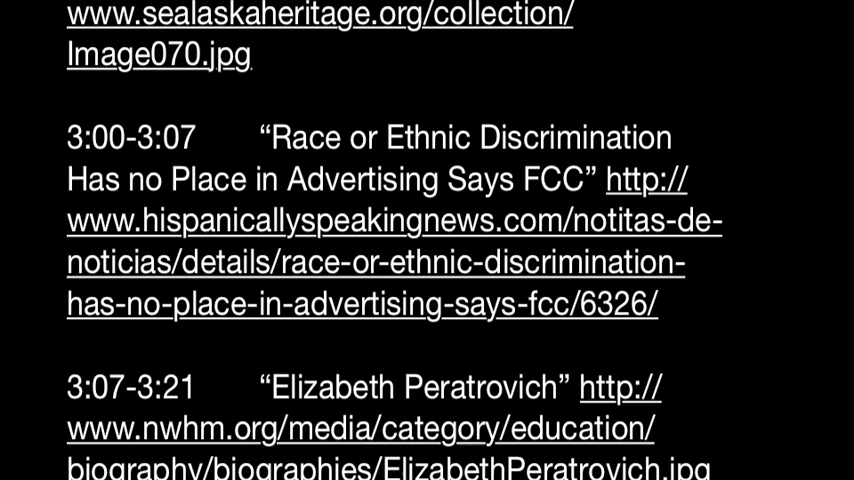 www.sealaskaheritage.org/collection/
Image070.jpg
3:00-3:07 “Race or Ethnic Discrimination
Has no Place in Advertising Says FCC” http://
www.hispanicallyspeakingnews.com/notitas-de-
noticias/details/race-or-ethnic-discrimination-
has-no-place-in-advertising-says-fcc/6326/
3:07-3:21 “Elizabeth Peratrovich” http://
www.nwhm.org/media/category/education/
biography/biographies/ElizabethPeratrovich.jpg